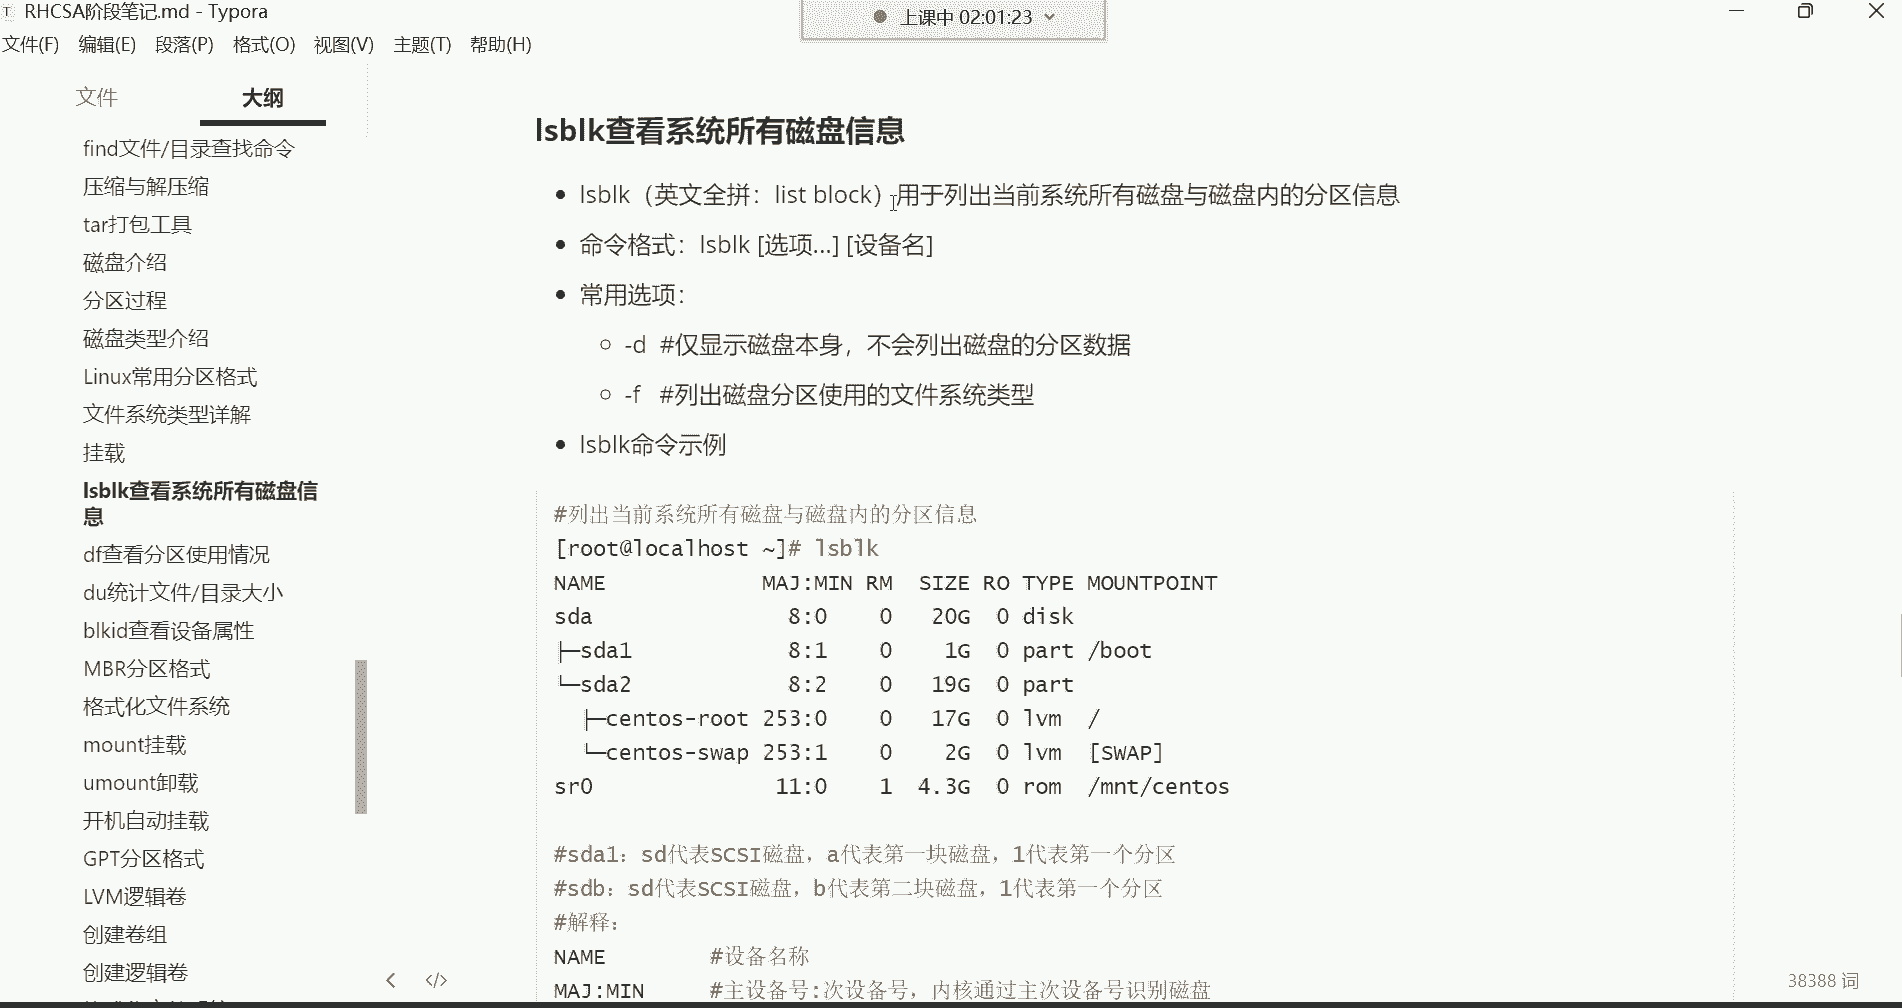 RHCSA阶段笔记.md - Typora
上课中 02:01:23
文件(F) 编辑(E) 段落(P) 格式(O) 视图(V) 主题(T) 帮助(H)
文件 大纲
find文件/目录查找命令
压缩与解压缩
tar打包工具
磁盘介绍
分区过程
磁盘类型介绍
Linux常用分区格式
文件系统类型详解
挂载
lsblk查看系统所有磁盘信
息
df查看分区使用情况
du统计文件/目录大小
blkid查看设备属性
MBR分区格式
格式化文件系统
mount挂载
umount卸载
开机自动挂载
GPT分区格式
LVM逻辑卷
创建卷组
创建逻辑卷
lsblk查看系统所有磁盘信息
lsblk（英文全拼：list block）用于列出当前系统所有磁盘与磁盘内的分区信息
命令格式：lsblk [选项...] [设备名]
常用选项：
-d #仅显示磁盘本身，不会列出磁盘的分区数据
-f #列出磁盘分区使用的文件系统类型
lsblk命令示例
#列出当前系统所有磁盘与磁盘内的分区信息
[root@localhost ~]# lsblk
NAME MAJ:MIN RM SIZE RO TYPE MOUNTPOINT
sda 8:0 0 20G 0 disk
├─sda1 8:1 0 1G 0 part /boot
└─sda2 8:2 0 19G 0 part
├─centos-root 253:0 0 17G 0 lvm /
└─centos-swap 253:1 0 2G 0 lvm [SWAP]
sr0 11:0 1 4.3G 0 rom /mnt/centos
#sda1：sd代表SCSI磁盘，a代表第一块磁盘，1代表第一个分区
#sdb：sd代表SCSI磁盘，b代表第二块磁盘，1代表第一个分区
#解释：
NAME #设备名称
MAJ:MIN #主设备号:次设备号，内核通过主次设备号识别磁盘
38388 词